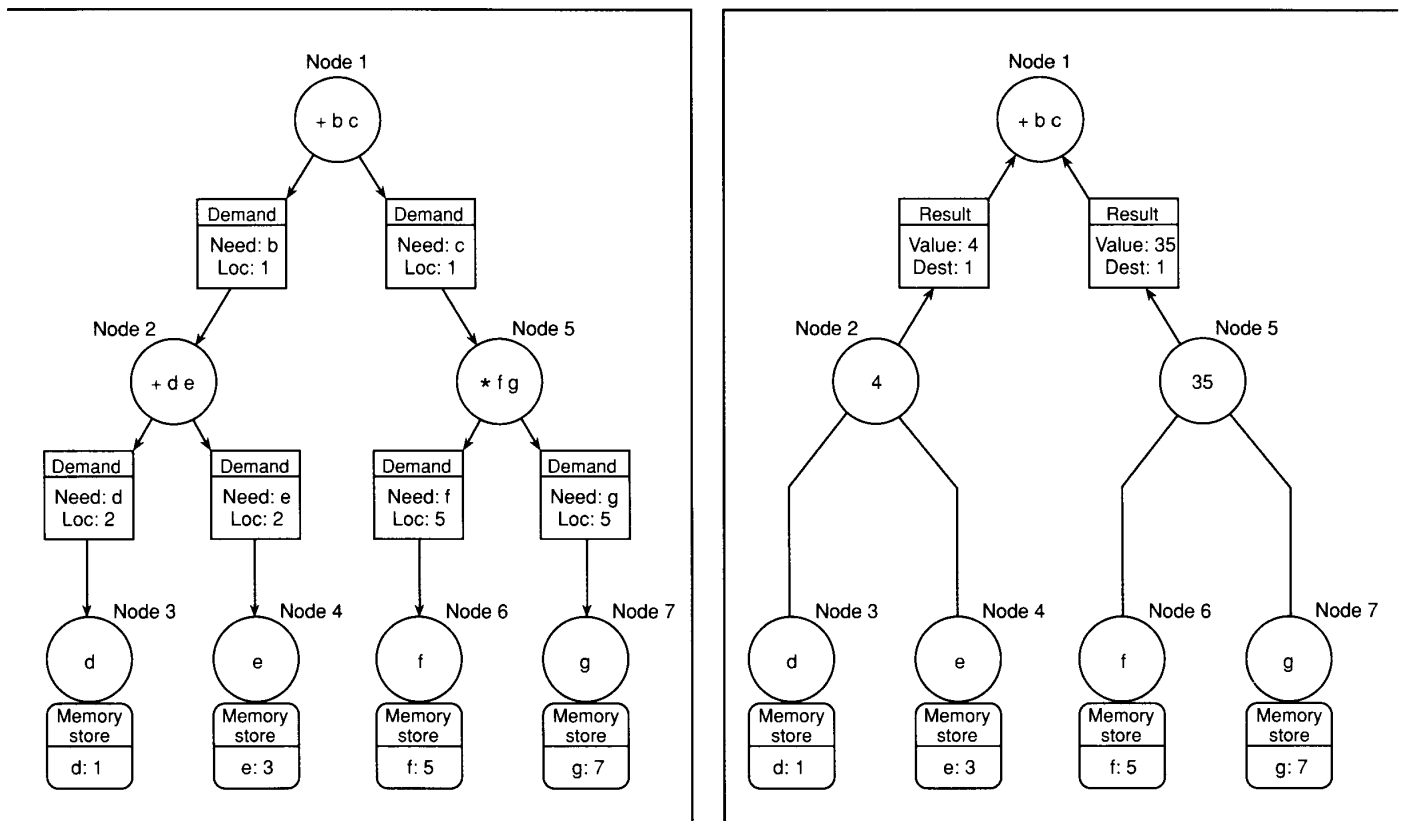 Node 1
+ b c
Demand
Need: b
Loc: 1
Demand
Need: c
Loc: 1
Node 2
+ d e
Node 5
* f g
Demand
Need: d
Loc: 2
Demand
Need: e
Loc: 2
Demand
Need: f
Loc: 5
Demand
Need: g
Loc: 5
Node 3
d
Memory
store
d: 1
Node 4
e
Memory
store
e: 3
Node 6
f
Memory
store
f: 5
Node 7
g
Memory
store
g: 7
Node 1
+ b c
Result
Value: 4
Dest: 1
Result
Value: 35
Dest: 1
Node 2
4
Node 5
35
Node 3
d
Memory
store
d: 1
Node 4
e
Memory
store
e: 3
Node 6
f
Memory
store
f: 5
Node 7
g
Memory
store
g: 7